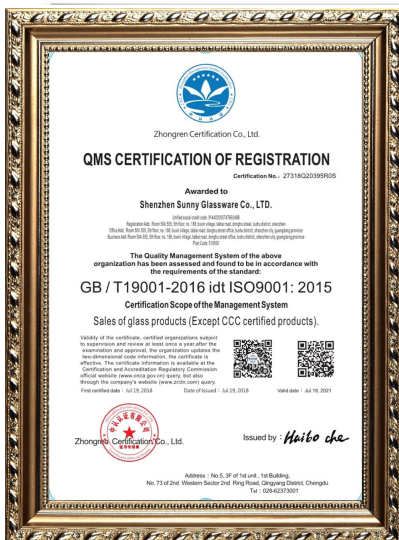 Zhongren Certification Co., Ltd.
QMS CERTIFICATION OF REGISTRATION
Certification No.: 27318Q20395R0S
Awarded to
Shenzhen Sunny Glassware Co., LTD.
The Quality Management System of the above
organization has been assessed and found to be in accordance with
the requirements of the standard:
GB / T19001-2016 idt ISO9001: 2015
Certification Scope of the Management System
Sales of glass products (Except CCC certified products).
Validity of the certificate, certified organizations subject
to supervision and review at least once a year.after the
examination and approval, the organization updates the
two-dimensional code information, the certificate is
effective. The certificate information is available at the
Certification and Accreditation Regulatory Commission
official website (www.cnca.gov.cn) query, but also
through the company's website (www.zrctn.com) query.
First certified date : Jul.19, 2018
Date of Issued : Jul.19, 2018
Valid date : Jul.18, 2021
Zhongren Certification Co., Ltd.
Issued by : Haibo che
Address : No.5, 3F of 1st unit , 1st Building,
No. 73 of 2nd Western Sector 2nd Ring Road, Qingyang District, Chengdu
Tel : 028-62373001